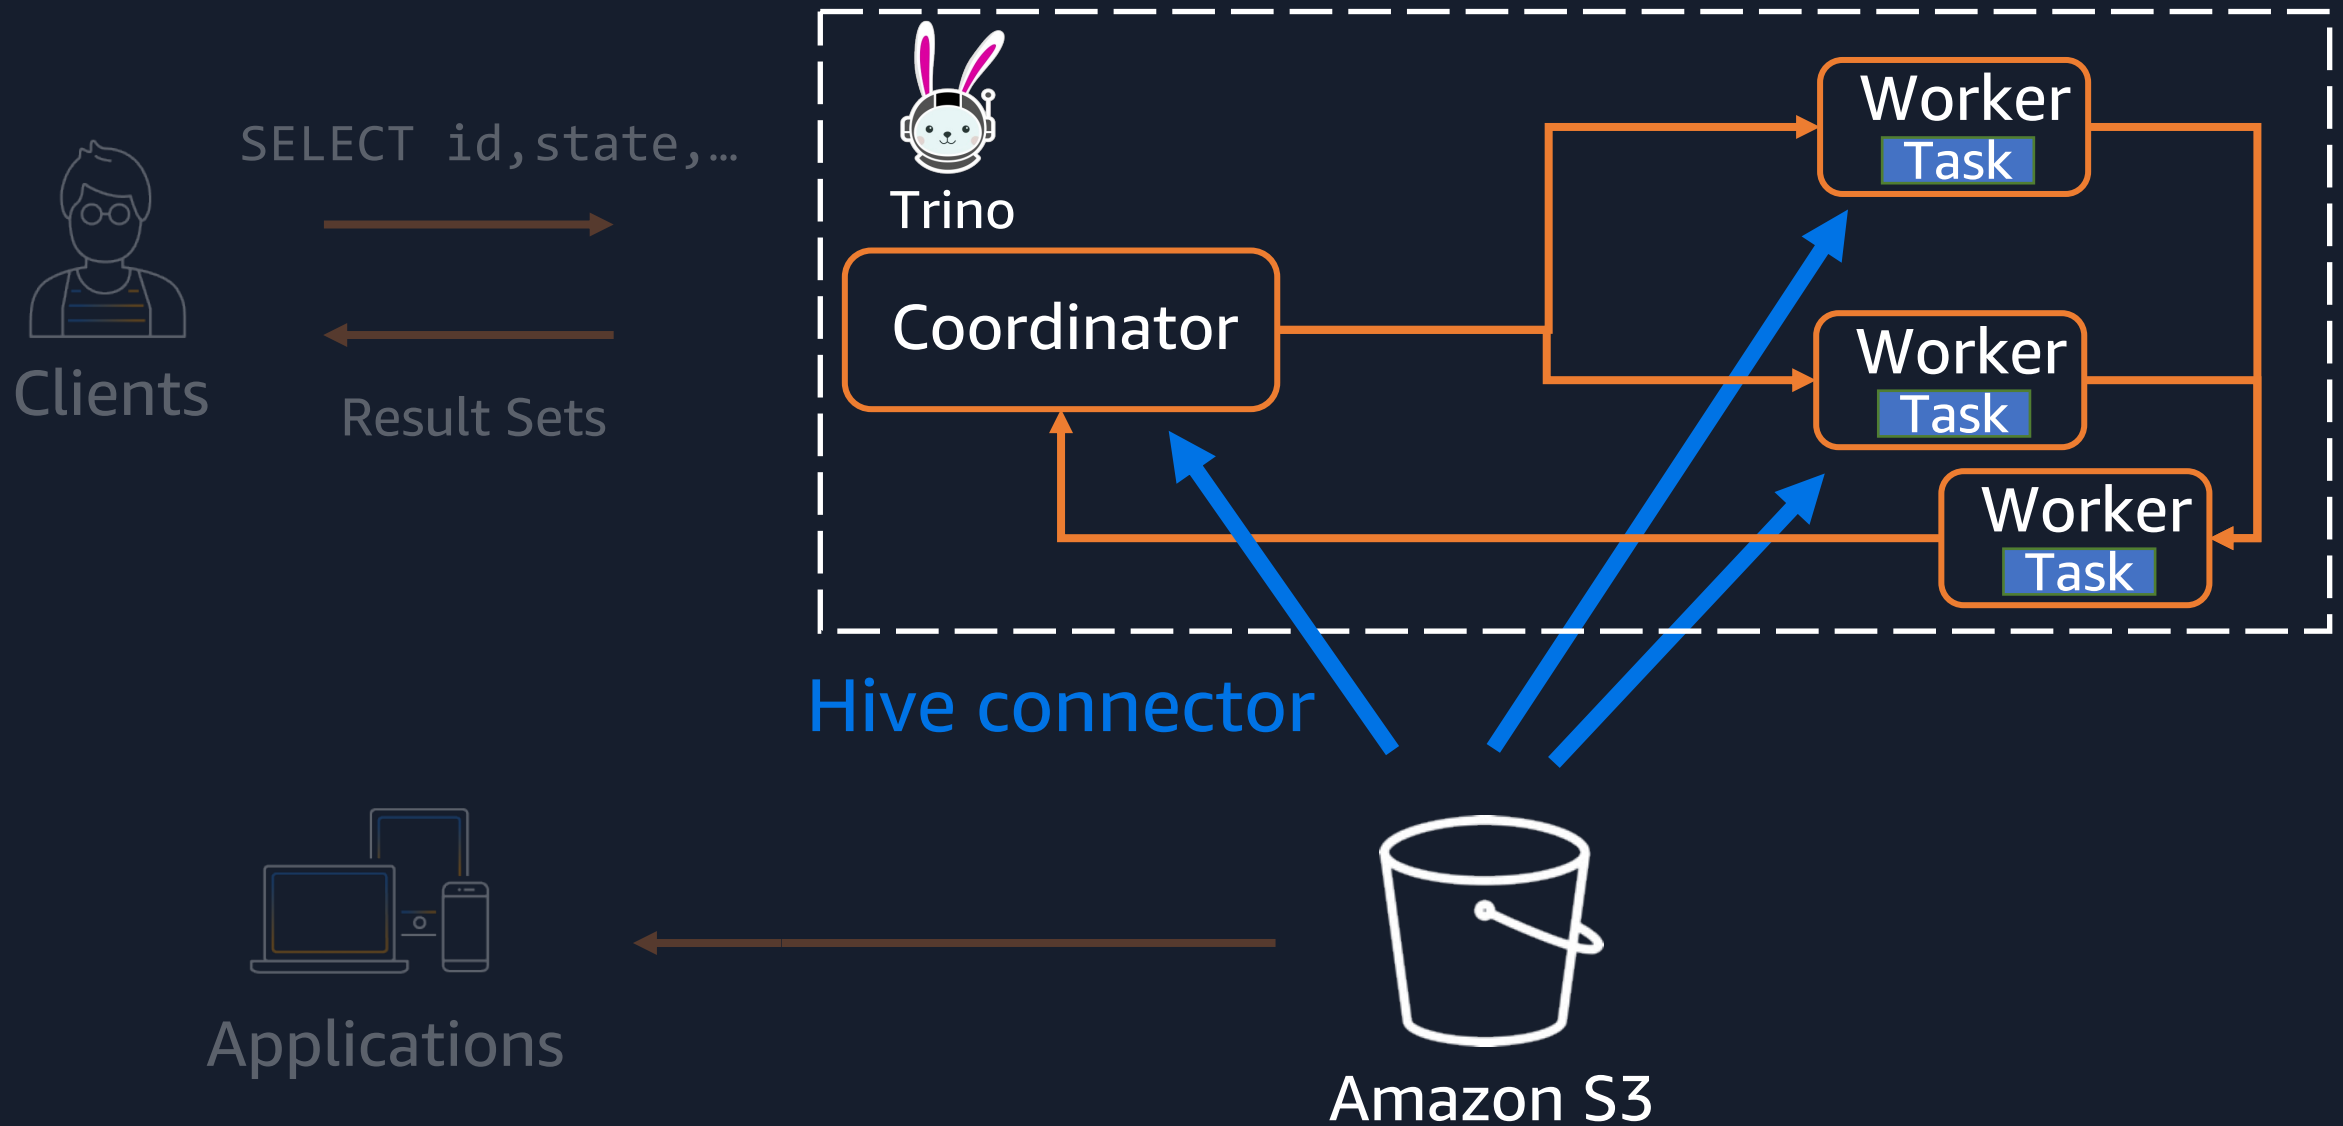 SELECT id,state,…
Clients
Result Sets
Trino
Coordinator
Worker
Task
Worker
Task
Worker
Task
Hive connector
Applications
Amazon S3